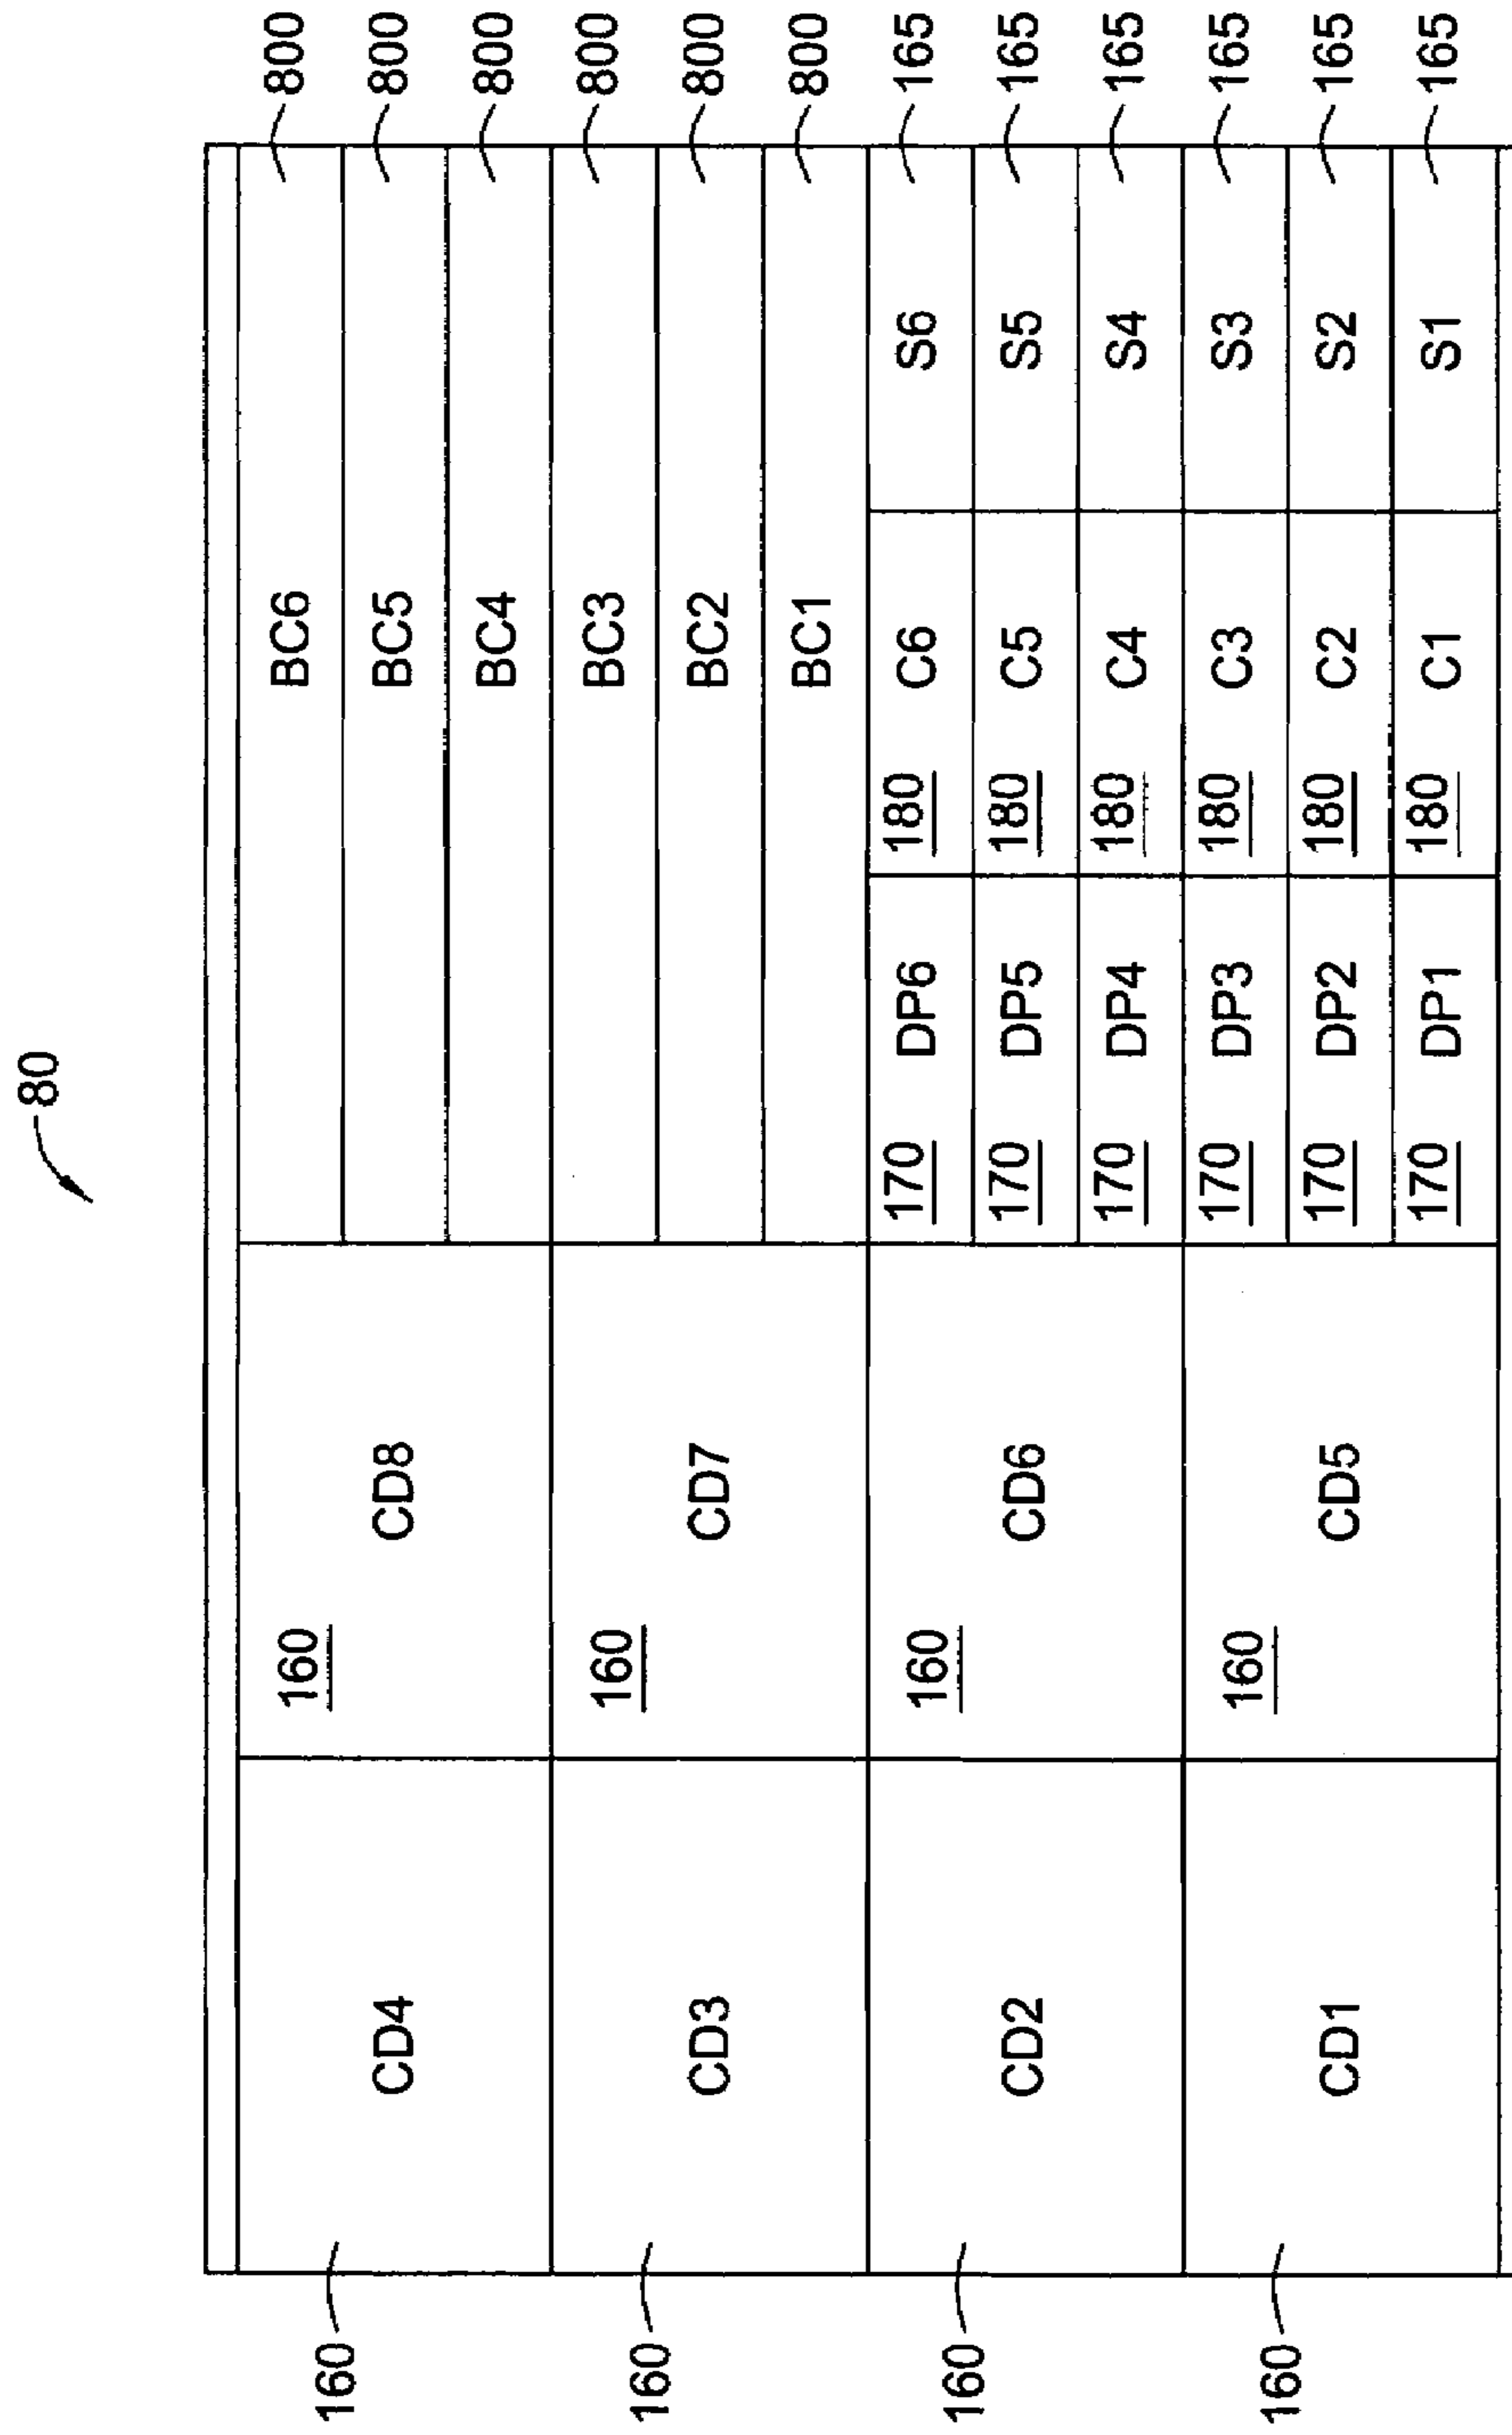 80
BC6 800
BC5 800
BC4 800
BC3 800
BC2 800
BC1 800
160 CD4 160 CD8
160 CD3 160 CD7
160 CD2 160 CD6
160 CD1 160 CD5
170 DP6 180 C6 S6 165
170 DP5 180 C5 S5 165
170 DP4 180 C4 S4 165
170 DP3 180 C3 S3 165
170 DP2 180 C2 S2 165
170 DP1 180 C1 S1 165